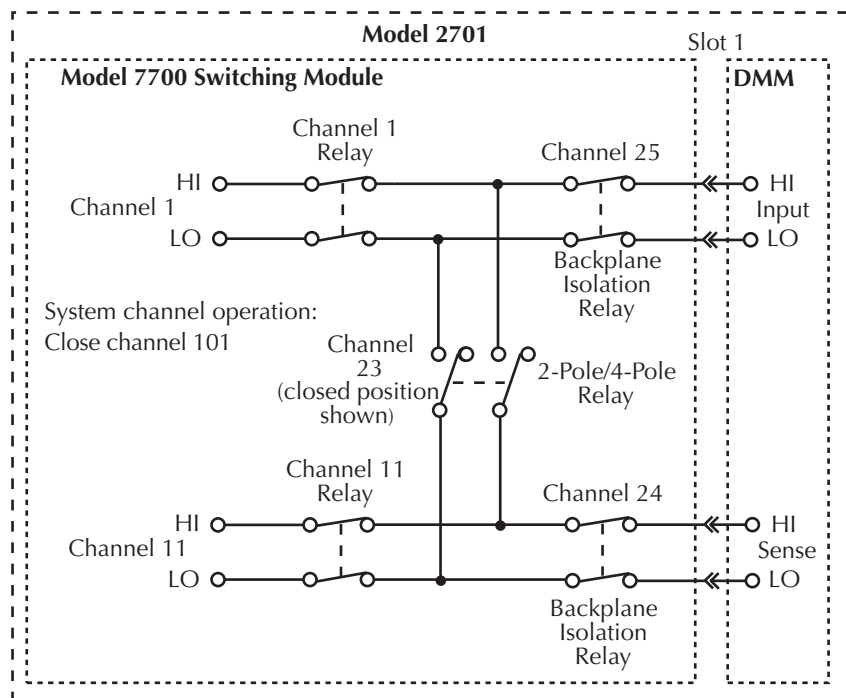 Model 2701
Slot 1
Model 7700 Switching Module
DMM
Channel 1
Relay
Channel 25
HI
HI
Channel 1
Input
LO
LO
Backplane
Isolation
Relay
System channel operation:
Close channel 101
Channel
23
(closed position
shown)
2-Pole/4-Pole
Relay
Channel 11
Relay
Channel 24
HI
HI
Channel 11
Sense
LO
LO
Backplane
Isolation
Relay